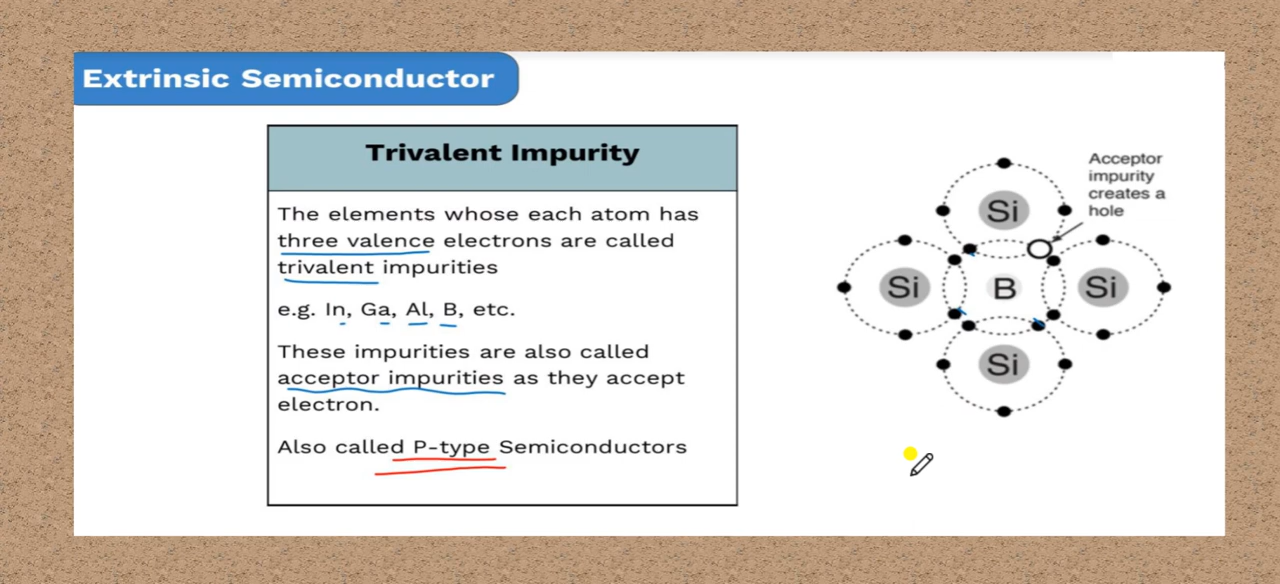 Extrinsic Semiconductor
Trivalent Impurity
The elements whose each atom has
three valence electrons are called
trivalent impurities
e.g. In, Ga, Al, B, etc.
These impurities are also called
acceptor impurities as they accept
electron.
Also called P-type Semiconductors
Acceptor
impurity
creates a
hole
Si
Si
B
Si
Si